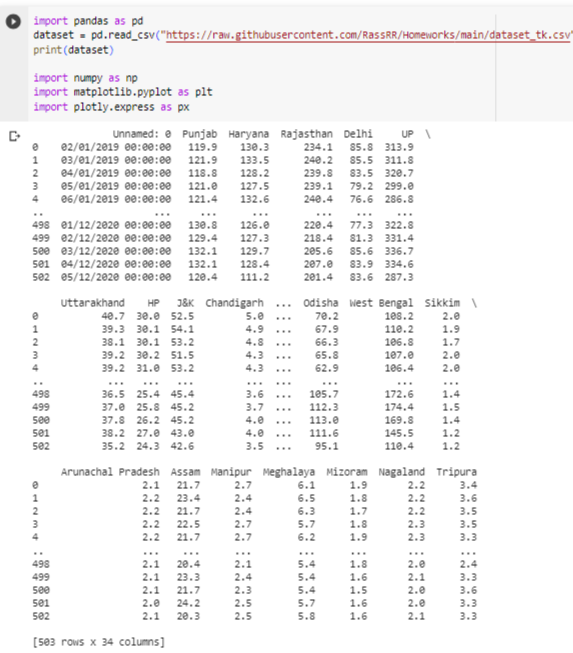 import pandas as pd
dataset = pd.read_csv("https://raw.githubusercontent.com/RassRR/Homeworks/main/dataset_tk.csv"
print(dataset)
import numpy as np
import matplotlib.pyplot as plt
import plotly.express as px
Unnamed: 0 Punjab Haryana Rajasthan Delhi UP \
0 02/01/2019 00:00:00 119.9 130.3 234.1 85.8 313.9
1 03/01/2019 00:00:00 121.9 133.5 240.2 85.5 311.8
2 04/01/2019 00:00:00 118.8 128.2 239.8 83.5 320.7
3 05/01/2019 00:00:00 121.0 127.5 239.1 79.2 299.0
4 06/01/2019 00:00:00 121.4 132.6 240.4 76.6 286.8
.. ... ... ... ... ... ...
498 01/12/2020 00:00:00 130.8 126.0 220.4 77.3 322.8
499 02/12/2020 00:00:00 129.4 127.3 218.4 81.3 331.4
500 03/12/2020 00:00:00 132.1 129.7 205.6 85.6 336.7
501 04/12/2020 00:00:00 132.1 128.4 207.0 83.9 334.6
502 05/12/2020 00:00:00 120.4 111.2 201.4 83.6 287.3
Uttarakhand HP J&K Chandigarh ... Odisha West Bengal Sikkim \
0 40.7 30.0 52.5 5.0 ... 70.2 108.2 2.0
1 39.3 30.1 54.1 4.9 ... 67.9 110.2 1.9
2 38.1 30.1 53.2 4.8 ... 66.3 106.8 1.7
3 39.2 30.2 51.5 4.3 ... 65.8 107.0 2.0
4 39.2 31.0 53.2 4.3 ... 62.9 106.4 2.0
.. ... ... ... ... ... ... ... ...
498 36.5 25.4 45.4 3.6 ... 105.7 172.6 1.4
499 37.0 25.8 45.2 3.7 ... 112.3 174.4 1.5
500 37.8 26.2 45.2 4.0 ... 113.0 169.8 1.4
501 38.2 27.0 43.0 4.0 ... 111.6 145.5 1.2
502 35.2 24.3 42.6 3.5 ... 95.1 110.4 1.2
Arunachal Pradesh Assam Manipur Meghalaya Mizoram Nagaland Tripura
0 2.1 21.7 2.7 6.1 1.9 2.2 3.4
1 2.2 23.4 2.4 6.5 1.8 2.2 3.6
2 2.2 21.7 2.4 6.3 1.7 2.2 3.5
3 2.2 22.5 2.7 5.7 1.8 2.3 3.5
4 2.2 21.7 2.7 6.2 1.9 2.3 3.3
.. ... ... ... ... ... ... ...
498 2.1 20.4 2.1 5.4 1.8 2.0 2.4
499 2.1 23.3 2.4 5.4 1.6 2.1 3.3
500 2.1 21.7 2.3 5.4 1.5 2.0 3.6
501 2.0 24.2 2.5 5.7 1.6 2.0 3.3
502 2.1 20.3 2.5 5.8 1.6 2.1 3.3
[503 rows x 34 columns]